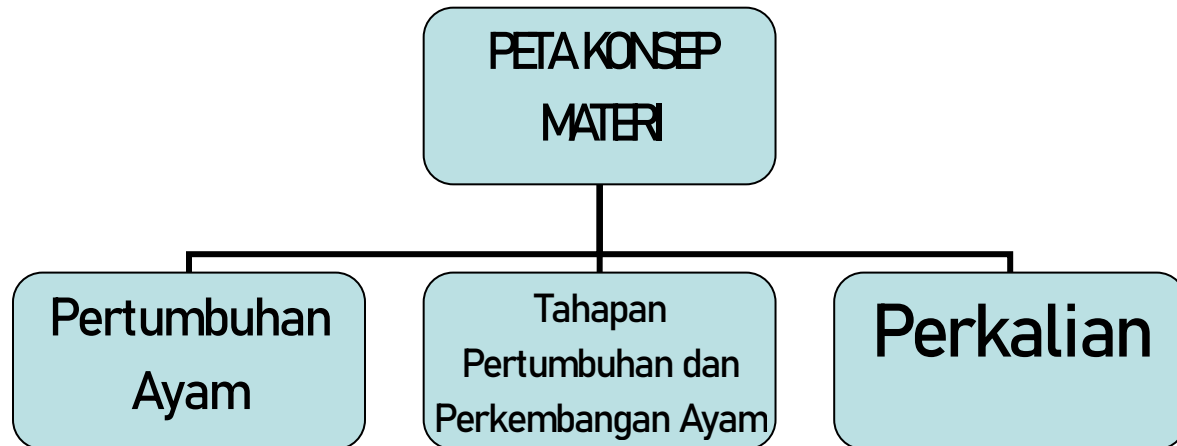 PETA KONSEP
MATERI
Pertumbuhan
Ayam
Tahapan
Pertumbuhan dan
Perkembangan Ayam
Perkalian